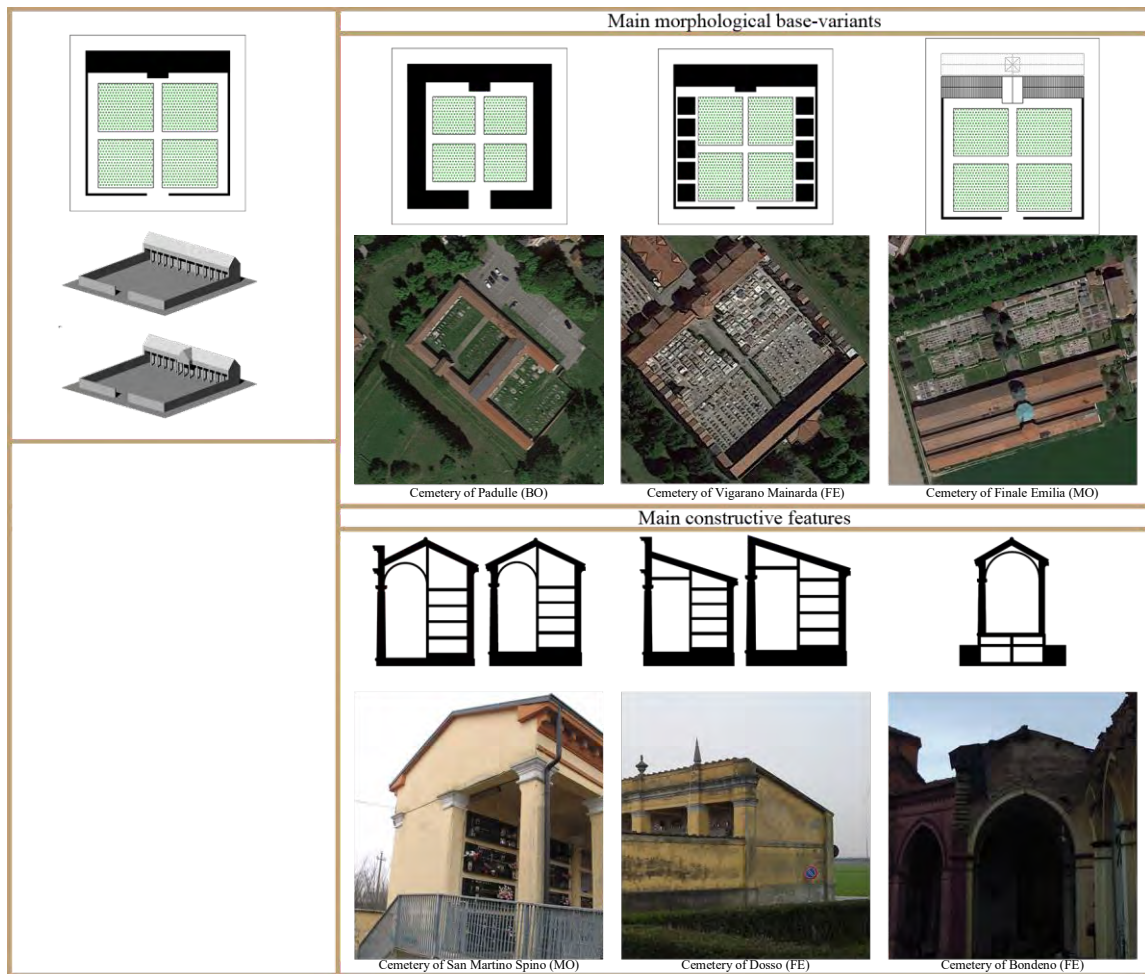 Main morphological base-variants
Cemetery of Padulle (BO)
Cemetery of Vigarano Mainarda (FE)
Cemetery of Finale Emilia (MO)
Main constructive features
Cemetery of San Martino Spino (MO)
Cemetery of Dosso (FE)
Cemetery of Bondeno (FE)